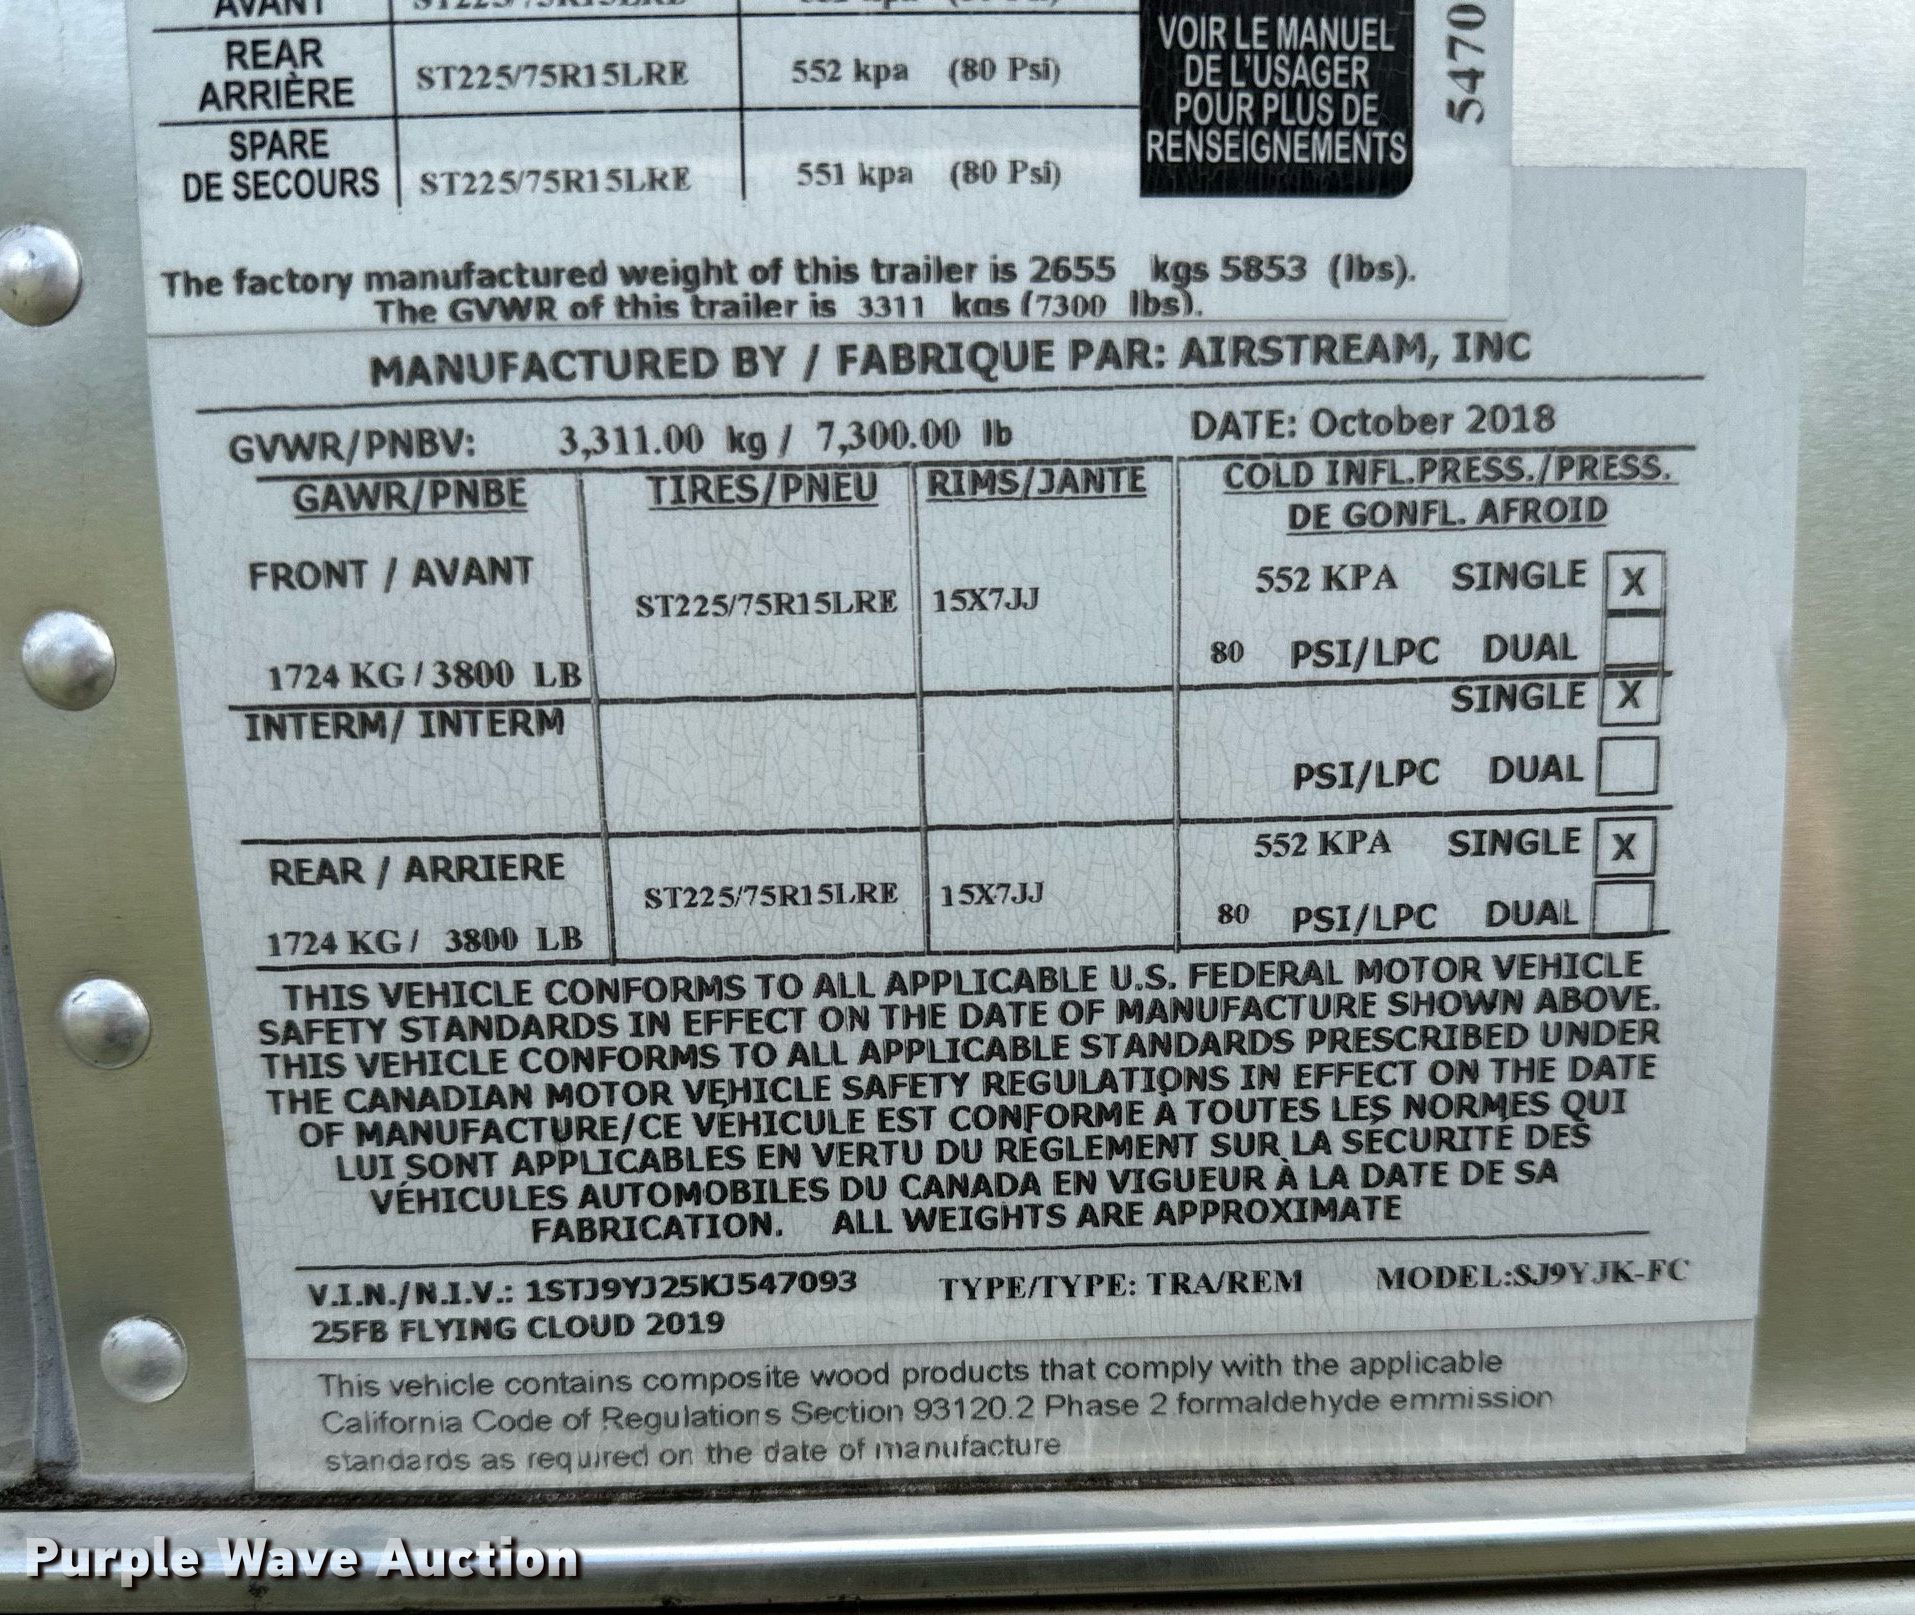 AVANT ST225/75R15LRE 552 kpa (80 Psi)
REAR
ARRIÈRE ST225/75R15LRE 552 kpa (80 Psi)
SPARE
DE SECOURS ST225/75R15LRE 551 kpa (80 Psi)
VOIR LE MANUEL
DE L'USAGER
POUR PLUS DE
RENSEIGNEMENTS
5470
The factory manufactured weight of this trailer is 2655 kgs 5853 (lbs).
The GVWR of this trailer is 3311 kgs (7300 lbs).
MANUFACTURED BY / FABRIQUE PAR: AIRSTREAM, INC
GVWR/PNBV: 3,311.00 kg / 7,300.00 lb DATE: October 2018
GAWR/PNBE TIRES/PNEU RIMS/JANTE COLD INFL.PRESS./PRESS.
DE GONFL. AFROID
FRONT / AVANT ST225/75R15LRE 15X7JJ 552 KPA SINGLE X
1724 KG / 3800 LB 80 PSI/LPC DUAL
INTERM/ INTERM SINGLE X
PSI/LPC DUAL
REAR / ARRIERE ST225/75R15LRE 15X7JJ 552 KPA SINGLE X
1724 KG / 3800 LB 80 PSI/LPC DUAL
THIS VEHICLE CONFORMS TO ALL APPLICABLE U.S. FEDERAL MOTOR VEHICLE
SAFETY STANDARDS IN EFFECT ON THE DATE OF MANUFACTURE SHOWN ABOVE.
THIS VEHICLE CONFORMS TO ALL APPLICABLE STANDARDS PRESCRIBED UNDER
THE CANADIAN MOTOR VEHICLE SAFETY REGULATIONS IN EFFECT ON THE DATE
OF MANUFACTURE/CE VÉHICULE EST CONFORME À TOUTES LES NORMES QUI
LUI SONT APPLICABLES EN VERTU DU RÉGLEMENT SUR LA SÉCURITÉ DES
VÉHICULES AUTOMOBILES DU CANADA EN VIGUEUR À LA DATE DE SA
FABRICATION. ALL WEIGHTS ARE APPROXIMATE
V.I.N./N.I.V.: 1STJ9YJ25KJ547093 TYPE/TYPE: TRA/REM MODEL:SJ9YJK-FC
25FB FLYING CLOUD 2019
This vehicle contains composite wood products that comply with the applicable
California Code of Regulations Section 93120.2 Phase 2 formaldehyde emmission
standards as required on the date of manufacture
Purple Wave Auction